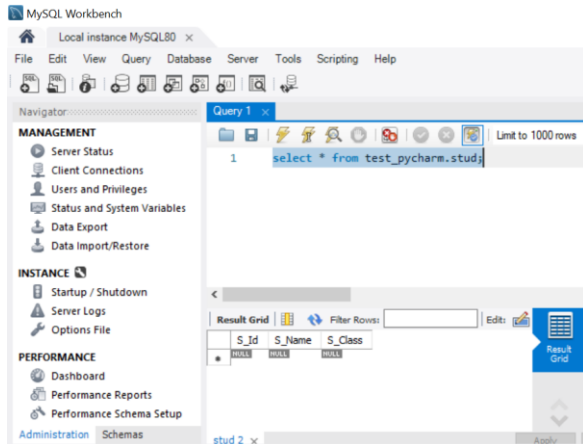 MySQL Workbench
Local instance MySQL80 ×
File Edit View Query Database Server Tools Scripting Help
SQL SQL
Navigator
Query 1 ×
MANAGEMENT
Server Status
Client Connections
Users and Privileges
Status and System Variables
Data Export
Data Import/Restore
INSTANCE
Startup / Shutdown
Server Logs
Options File
PERFORMANCE
Dashboard
Performance Reports
Performance Schema Setup
Administration Schemas
Limit to 1000 rows
1 select * from test_pycharm.stud;
Result Grid Filter Rows: Edit:
S_Id S_Name S_Class
NULL NULL NULL
Result
Grid
stud 2 ×
Apply